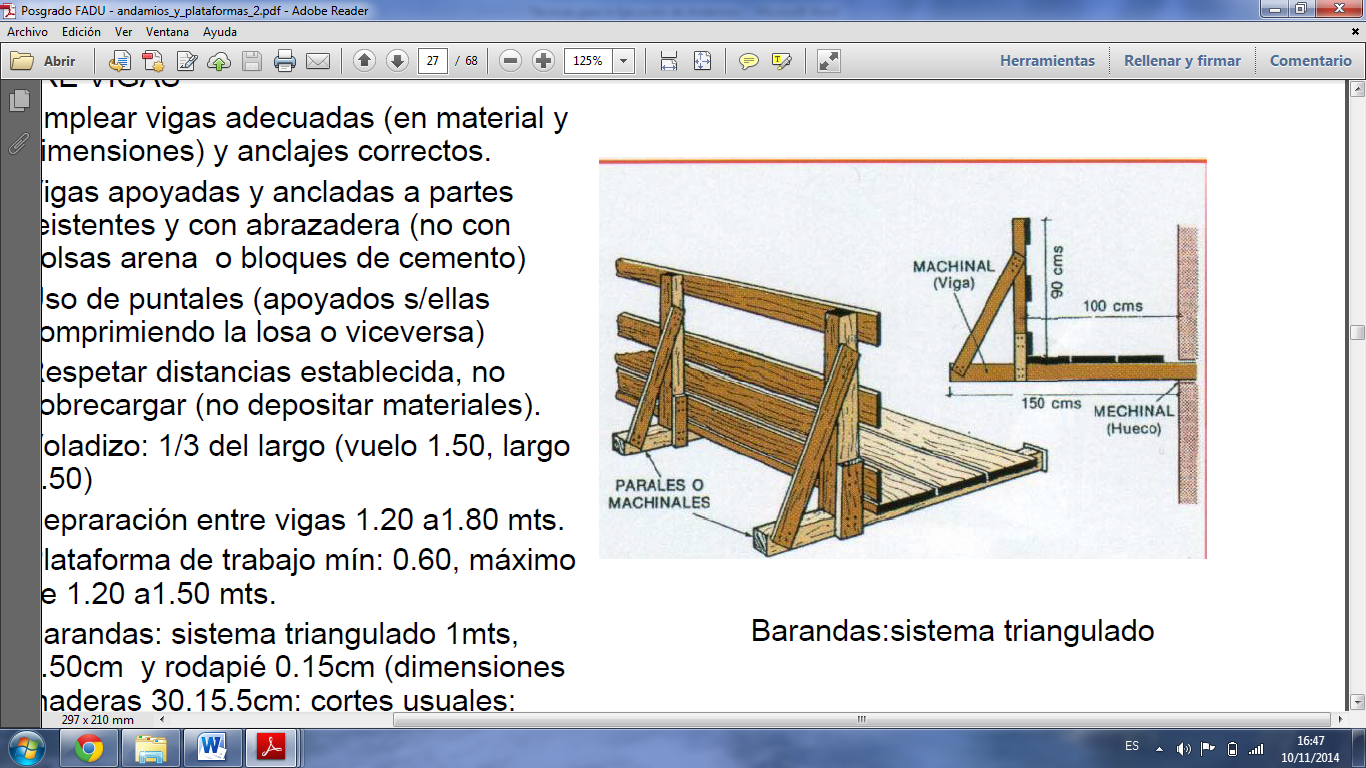 Posgrado FADU - andamios_y_plataformas_2.pdf - Adobe Reader
Archivo Edición Ver Ventana Ayuda
Abrir 27 / 68 125% Herramientas Rellenar y firmar Comentario
RE VIGAS
mplear vigas adecuadas (en material y
imensiones) y anclajes correctos.
igas apoyadas y ancladas a partes
eistentes y con abrazadera (no con
olsas arena o bloques de cemento)
so de puntales (apoyados s/ellas
omprimiendo la losa o viceversa)
Respetar distancias establecida, no
obrecargar (no depositar materiales).
oladizo: 1/3 del largo (vuelo 1.50, largo
.50)
epraración entre vigas 1.20 a1.80 mts.
Plataforma de trabajo mín: 0.60, máximo
e 1.20 a1.50 mts.
arandas: sistema triangulado 1mts,
.50cm y rodapié 0.15cm (dimensiones
maderas 30.15.5cm: cortes usuales:
MACHINAL
(Viga)
90 cms
100 cms
150 cms
MECHINAL
(Hueco)
PARALES O
MACHINALES
Barandas:sistema triangulado
297 x 210 mm
ES
16:47
10/11/2014